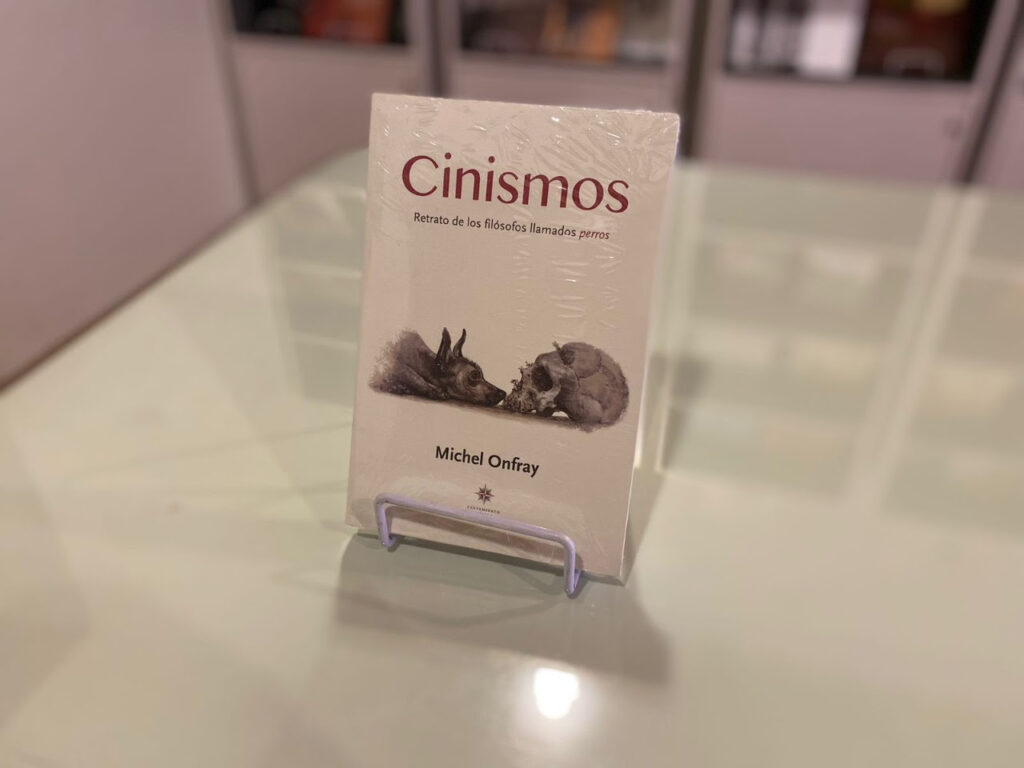 Cinismos
Retrato de los filósofos llamados perros
Michel Onfray